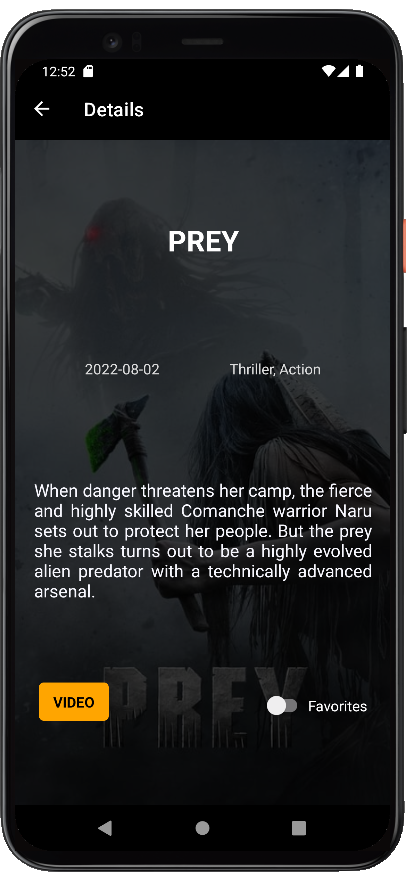 12:52
Details
PREY
2022-08-02
Thriller, Action
When danger threatens her camp, the fierce
and highly skilled Comanche warrior Naru
sets out to protect her people. But the prey
she stalks turns out to be a highly evolved
alien predator with a technically advanced
arsenal.
PREY
VIDEO
Favorites